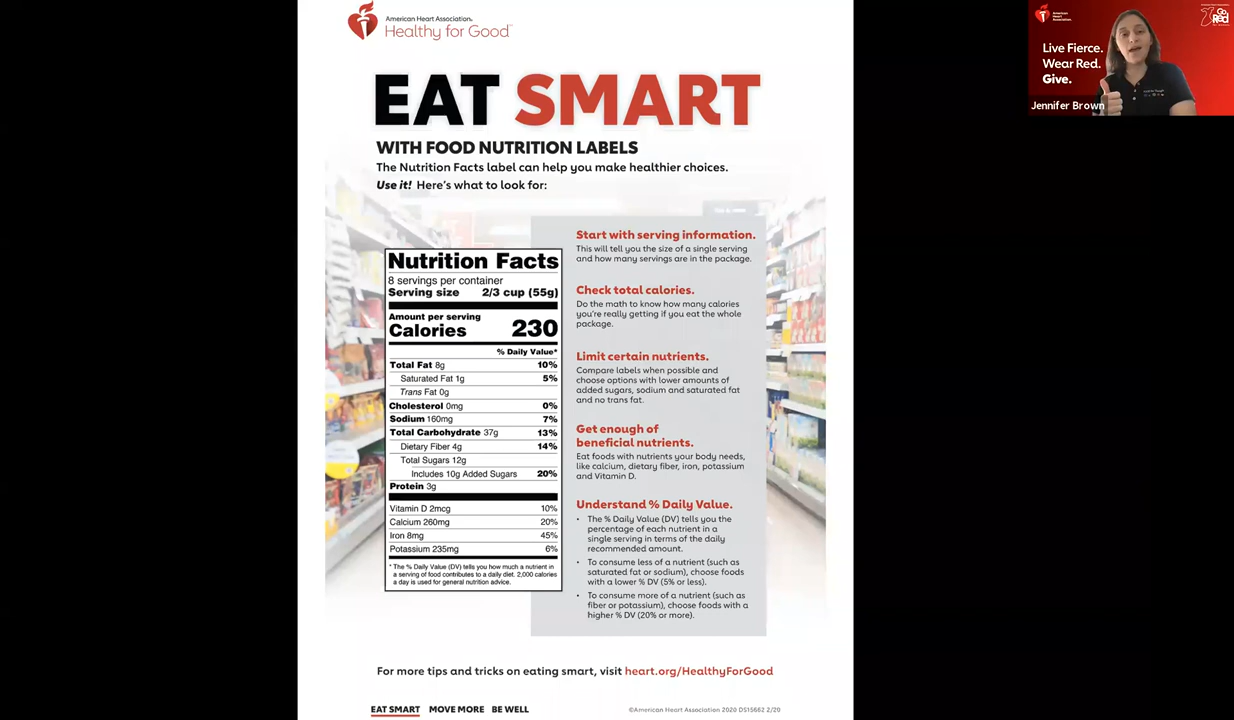 American Heart Association.
Healthy for Good™
EAT SMART
WITH FOOD NUTRITION LABELS
The Nutrition Facts label can help you make healthier choices.
Use it! Here's what to look for:
Nutrition Facts
8 servings per container
Serving size 2/3 cup (55g)
Amount per serving
Calories 230
% Daily Value*
Total Fat 8g 10%
Saturated Fat 1g 5%
Trans Fat 0g
Cholesterol 0mg 0%
Sodium 160mg 7%
Total Carbohydrate 37g 13%
Dietary Fiber 4g 14%
Total Sugars 12g
Includes 10g Added Sugars 20%
Protein 3g
Vitamin D 2mcg 10%
Calcium 260mg 20%
Iron 8mg 45%
Potassium 235mg 6%
* The % Daily Value (DV) tells you how much a nutrient in
a serving of food contributes to a daily diet. 2,000 calories
a day is used for general nutrition advice.
Start with serving information.
This will tell you the size of a single serving
and how many servings are in the package.
Check total calories.
Do the math to know how many calories
you're really getting if you eat the whole
package.
Limit certain nutrients.
Compare labels when possible and
choose options with lower amounts of
added sugars, sodium and saturated fat
and no trans fat.
Get enough of
beneficial nutrients.
Eat foods with nutrients your body needs,
like calcium, dietary fiber, iron, potassium
and Vitamin D.
Understand % Daily Value.
• The % Daily Value (DV) tells you the
percentage of each nutrient in a
single serving in terms of the daily
recommended amount.
• To consume less of a nutrient (such as
saturated fat or sodium), choose foods
with a lower % DV (5% or less).
• To consume more of a nutrient (such as
fiber or potassium), choose foods with a
higher % DV (20% or more).
For more tips and tricks on eating smart, visit heart.org/HealthyForGood
EAT SMART MOVE MORE BE WELL
©American Heart Association 2020 DS15662 2/20
American
Heart
Association.
Go
Red
Live Fierce.
Wear Red.
Give.
Jennifer Brown